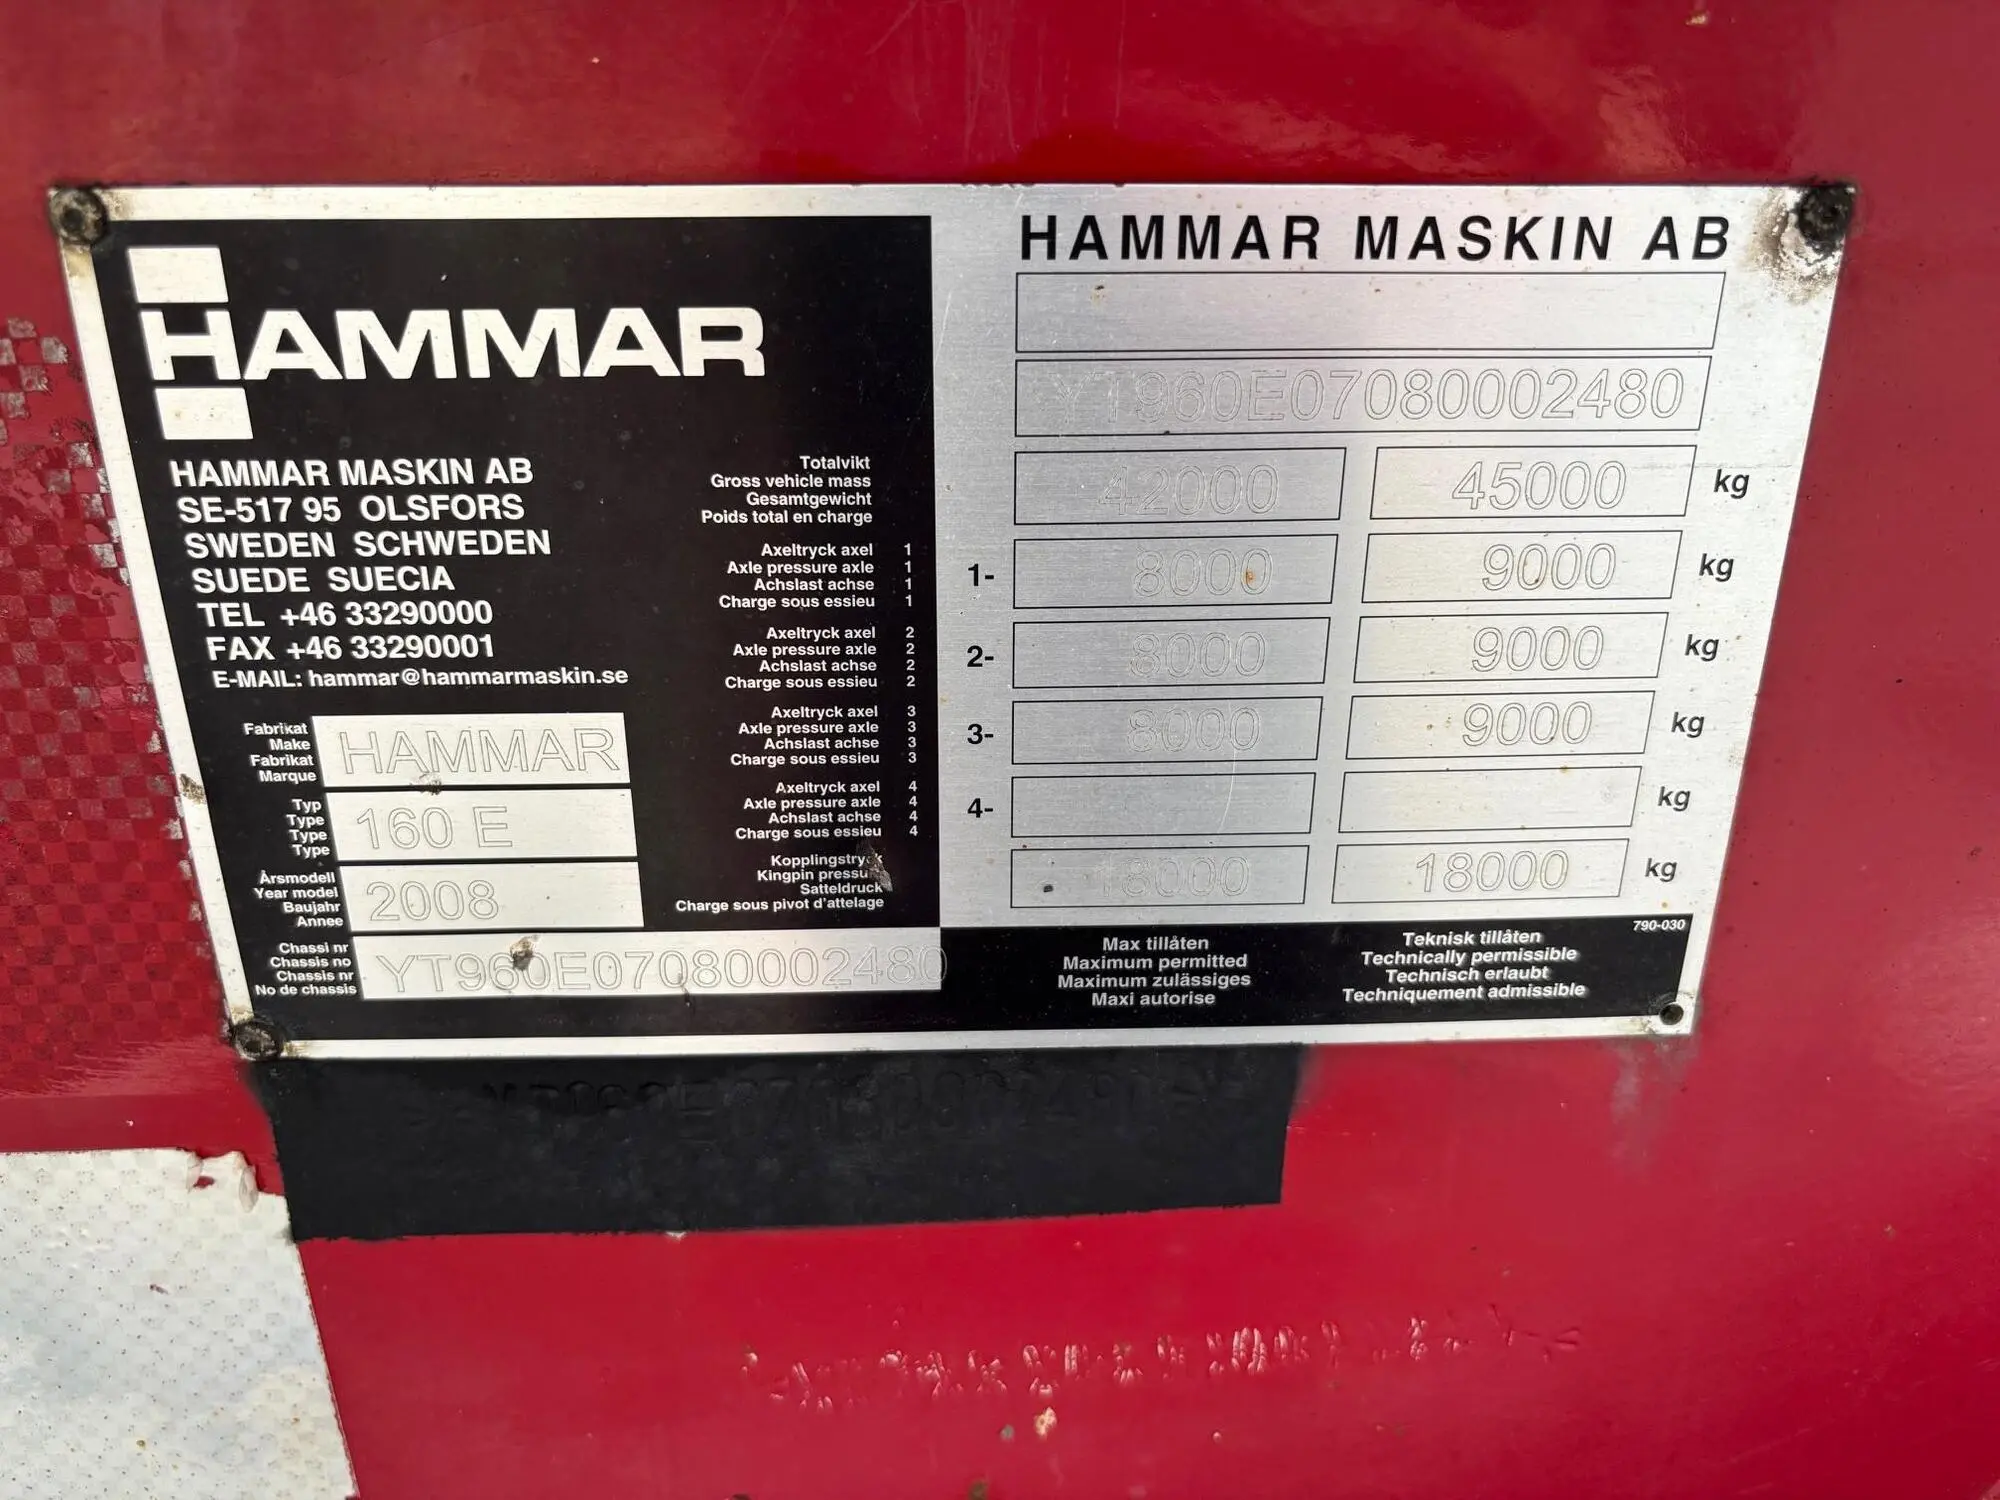 HAMMAR
HAMMAR MASKIN AB
SE-517 95 OLSFORS
SWEDEN SCHWEDEN
SUEDE SUECIA
TEL +46 33290000
FAX +46 33290001
E-MAIL: hammar@hammarmaskin.se
Fabrikat
Make
Fabrikat
Marque
HAMMAR
Typ
Type
Type
Type
160 E
Årsmodell
Year model
Baujahr
Annee
2008
Chassi nr
Chassis no
Chassis nr
No de chassis
YT960E07080002480
HAMMAR MASKIN AB
YT960E07080002480
Totalvikt
Gross vehicle mass
Gesamtgewicht
Poids total en charge
42000 45000 kg
Axeltryck axel 1
Axle pressure axle 1
Achslast achse 1
Charge sous essieu 1
1- 8000 9000 kg
Axeltryck axel 2
Axle pressure axle 2
Achslast achse 2
Charge sous essieu 2
2- 8000 9000 kg
Axeltryck axel 3
Axle pressure axle 3
Achslast achse 3
Charge sous essieu 3
3- 8000 9000 kg
Axeltryck axel 4
Axle pressure axle 4
Achslast achse 4
Charge sous essieu 4
4- kg
Kopplingstryck
Kingpin pressure
Satteldruck
Charge sous pivot d'attelage
18000 18000 kg
790-030
Max tillåten
Maximum permitted
Maximum zulässiges
Maxi autorise
Teknisk tillåten
Technically permissible
Technisch erlaubt
Techniquement admissible